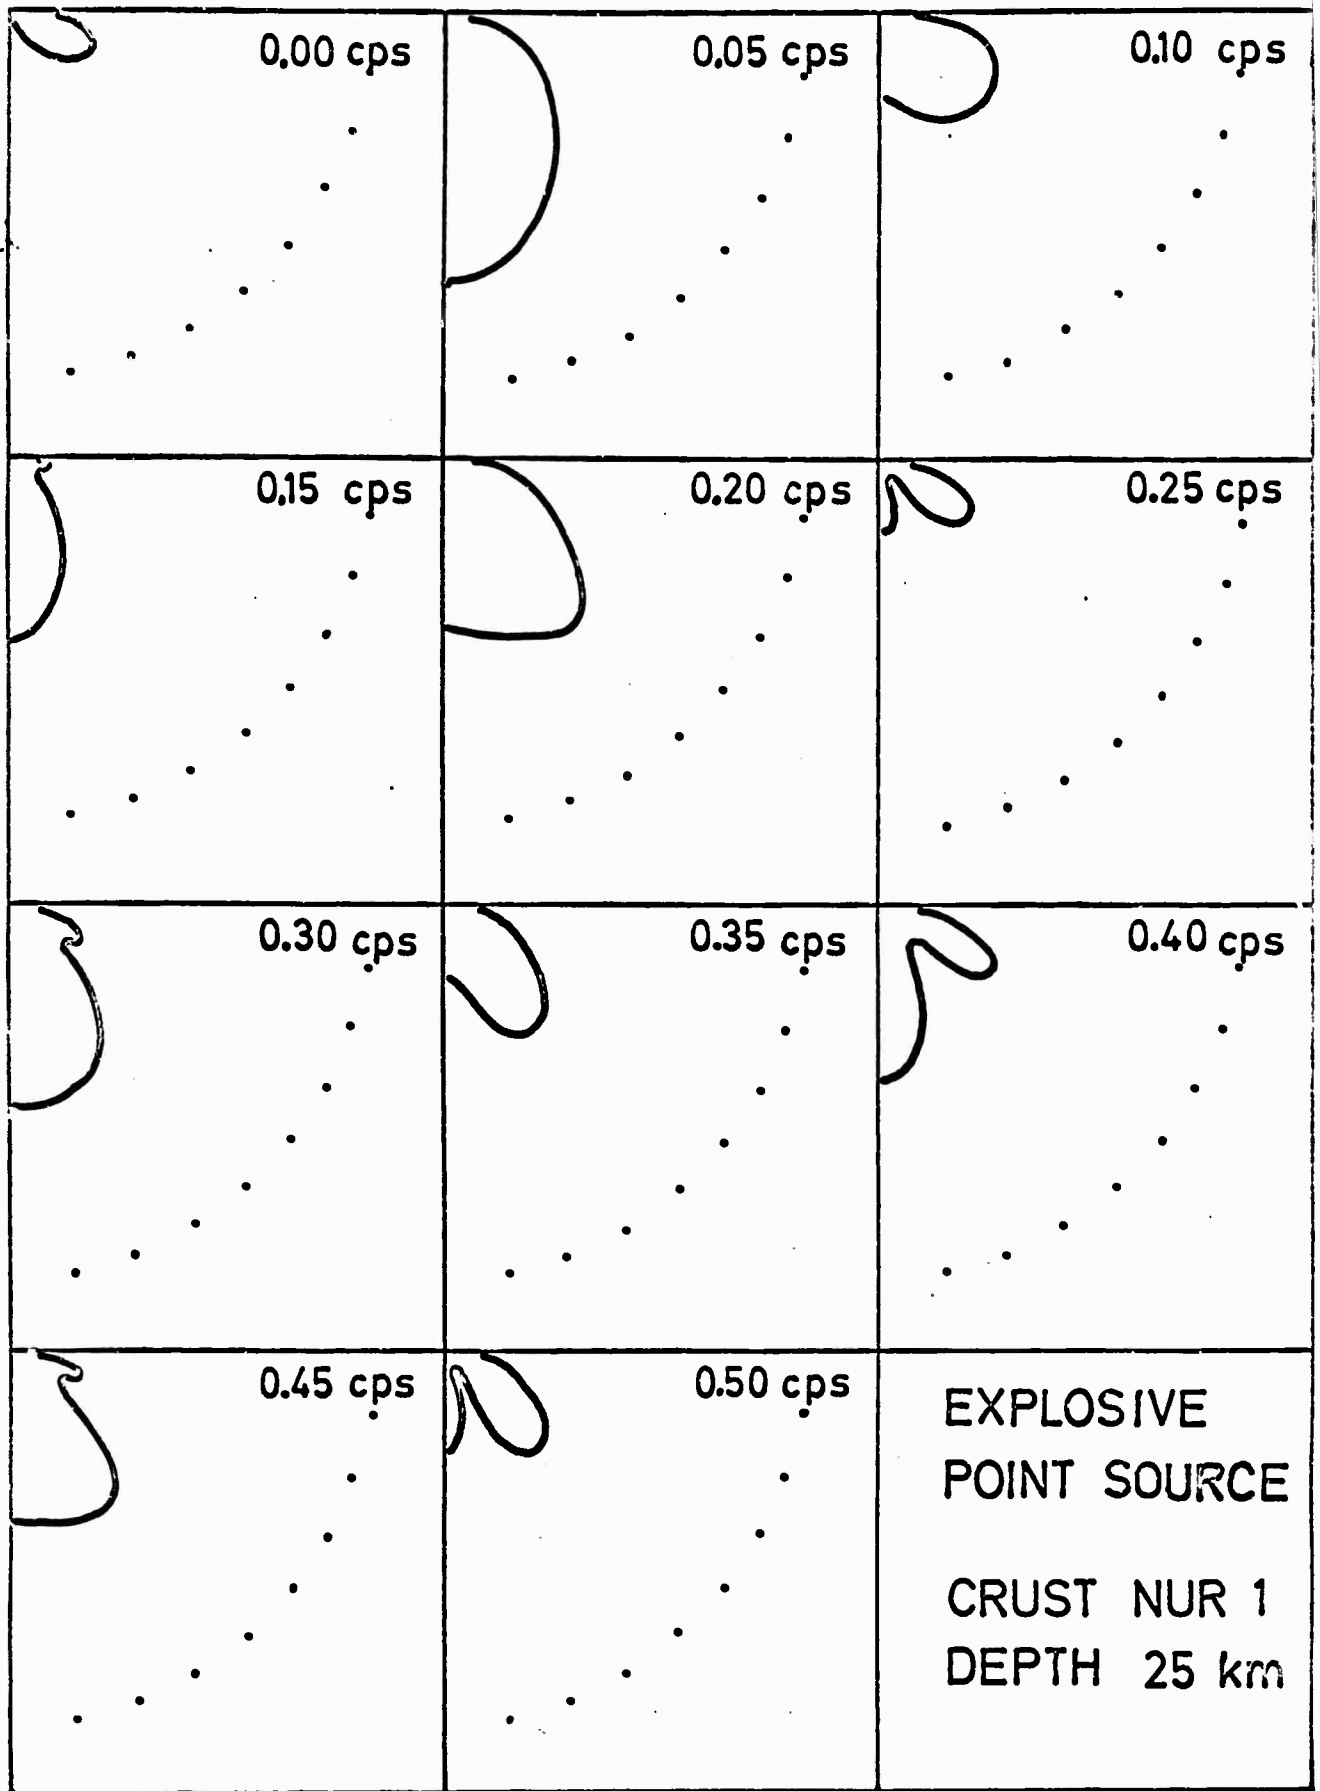 0.00 cps
0.05 cps
0.10 cps
0.15 cps
0.20 cps
0.25 cps
0.30 cps
0.35 cps
0.40 cps
0.45 cps
0.50 cps
EXPLOSIVE
POINT SOURCE
CRUST NUR 1
DEPTH 25 km